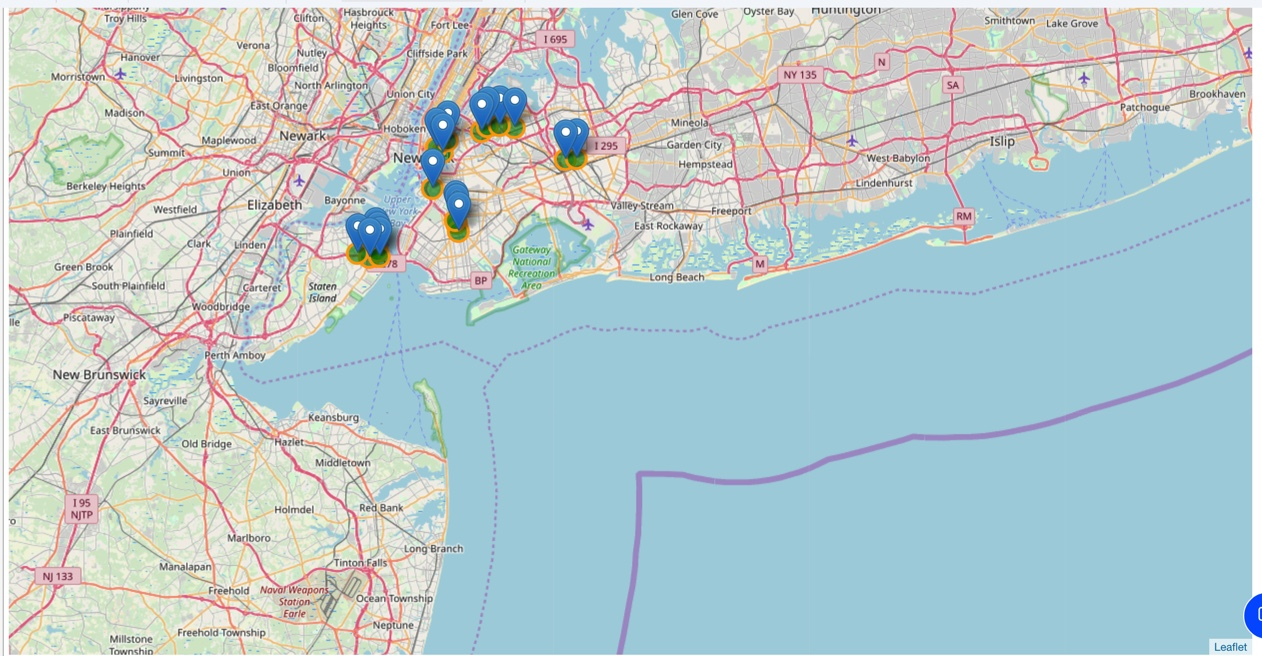 Troy Hills
Clifton
Hasbrouck
Heights
Fort Lee
Glen Cove
Oyster Bay
Huntington
Smithtown
Lake Grove
Hanover
Verona
Nutley
Cliffside Park
I 695
N
Morristown
Livingston
Bloomfield
North Arlington
Union City
NY 135
SA
Brookhaven
East Orange
Madison
Patchogue
Hoboken
Mineola
Newark
Maplewood
I 295
Garden City
Islip
Summit
Union
West Babylon
Hempstead
Berkeley Heights
Lindenhurst
Elizabeth
Bayonne
Upper
Valley Stream
Freeport
Westfield
RM
East Rockaway
Plainfield
Clark
Linden
Gateway
National
Recreation
Area
Green Brook
78
M
South Plainfield
Carteret
Staten
Island
BP
Long Beach
Woodbridge
Piscataway
Perth Amboy
New Brunswick
Sayreville
Keansburg
East Brunswick
Old Bridge
Hazlet
Middletown
I 95
NJTP
Holmdel
Red Bank
Marlboro
Long Branch
Tinton Falls
Manalapan
NJ 133
Freehold
Naval Weapons
Station
Earle
Ocean Township
Freehold Township
Neptune
Millstone
Township
Leaflet